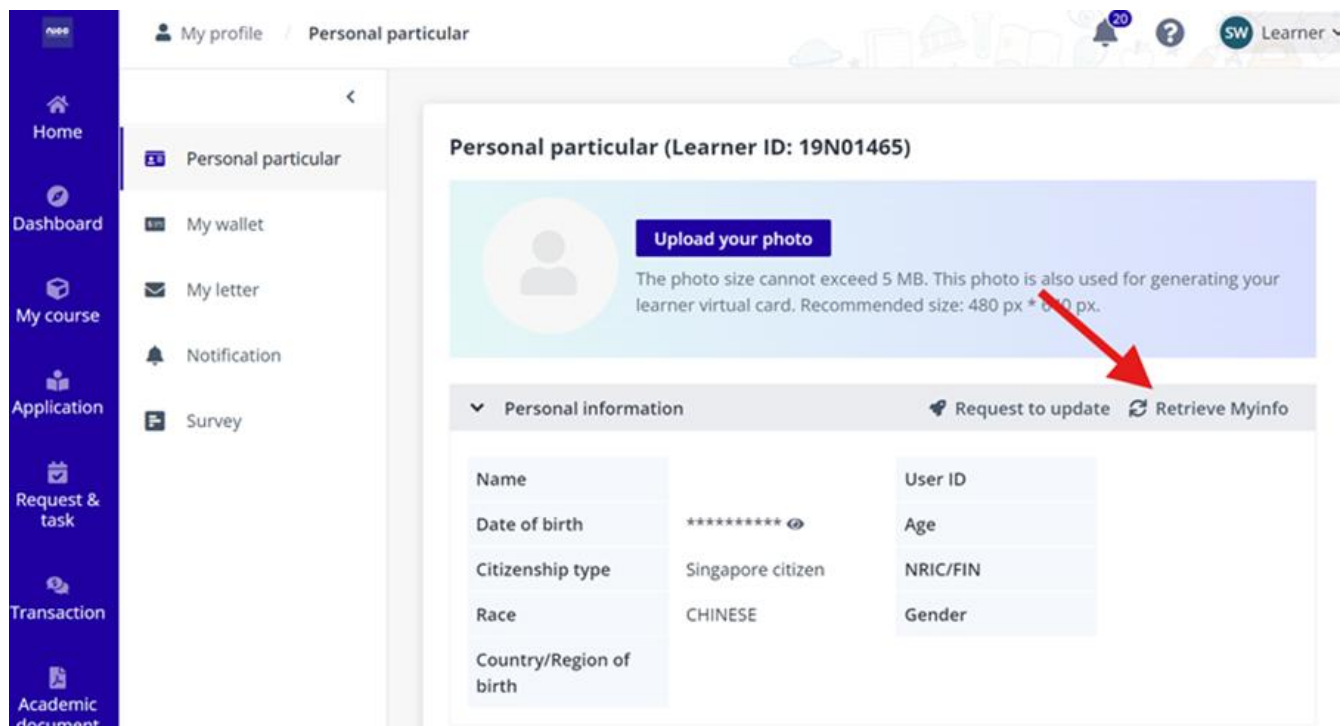 My profile / Personal particular
20
SW Learner
Home
Dashboard
My course
Application
Request &
task
Transaction
Academic
document
Personal particular
My wallet
My letter
Notification
Survey
Personal particular (Learner ID: 19N01465)
Upload your photo
The photo size cannot exceed 5 MB. This photo is also used for generating your
learner virtual card. Recommended size: 480 px * px.
Personal information
Request to update
Retrieve Myinfo
Name
User ID
Date of birth **********
Age
Citizenship type Singapore citizen
NRIC/FIN
Race CHINESE
Gender
Country/Region of
birth